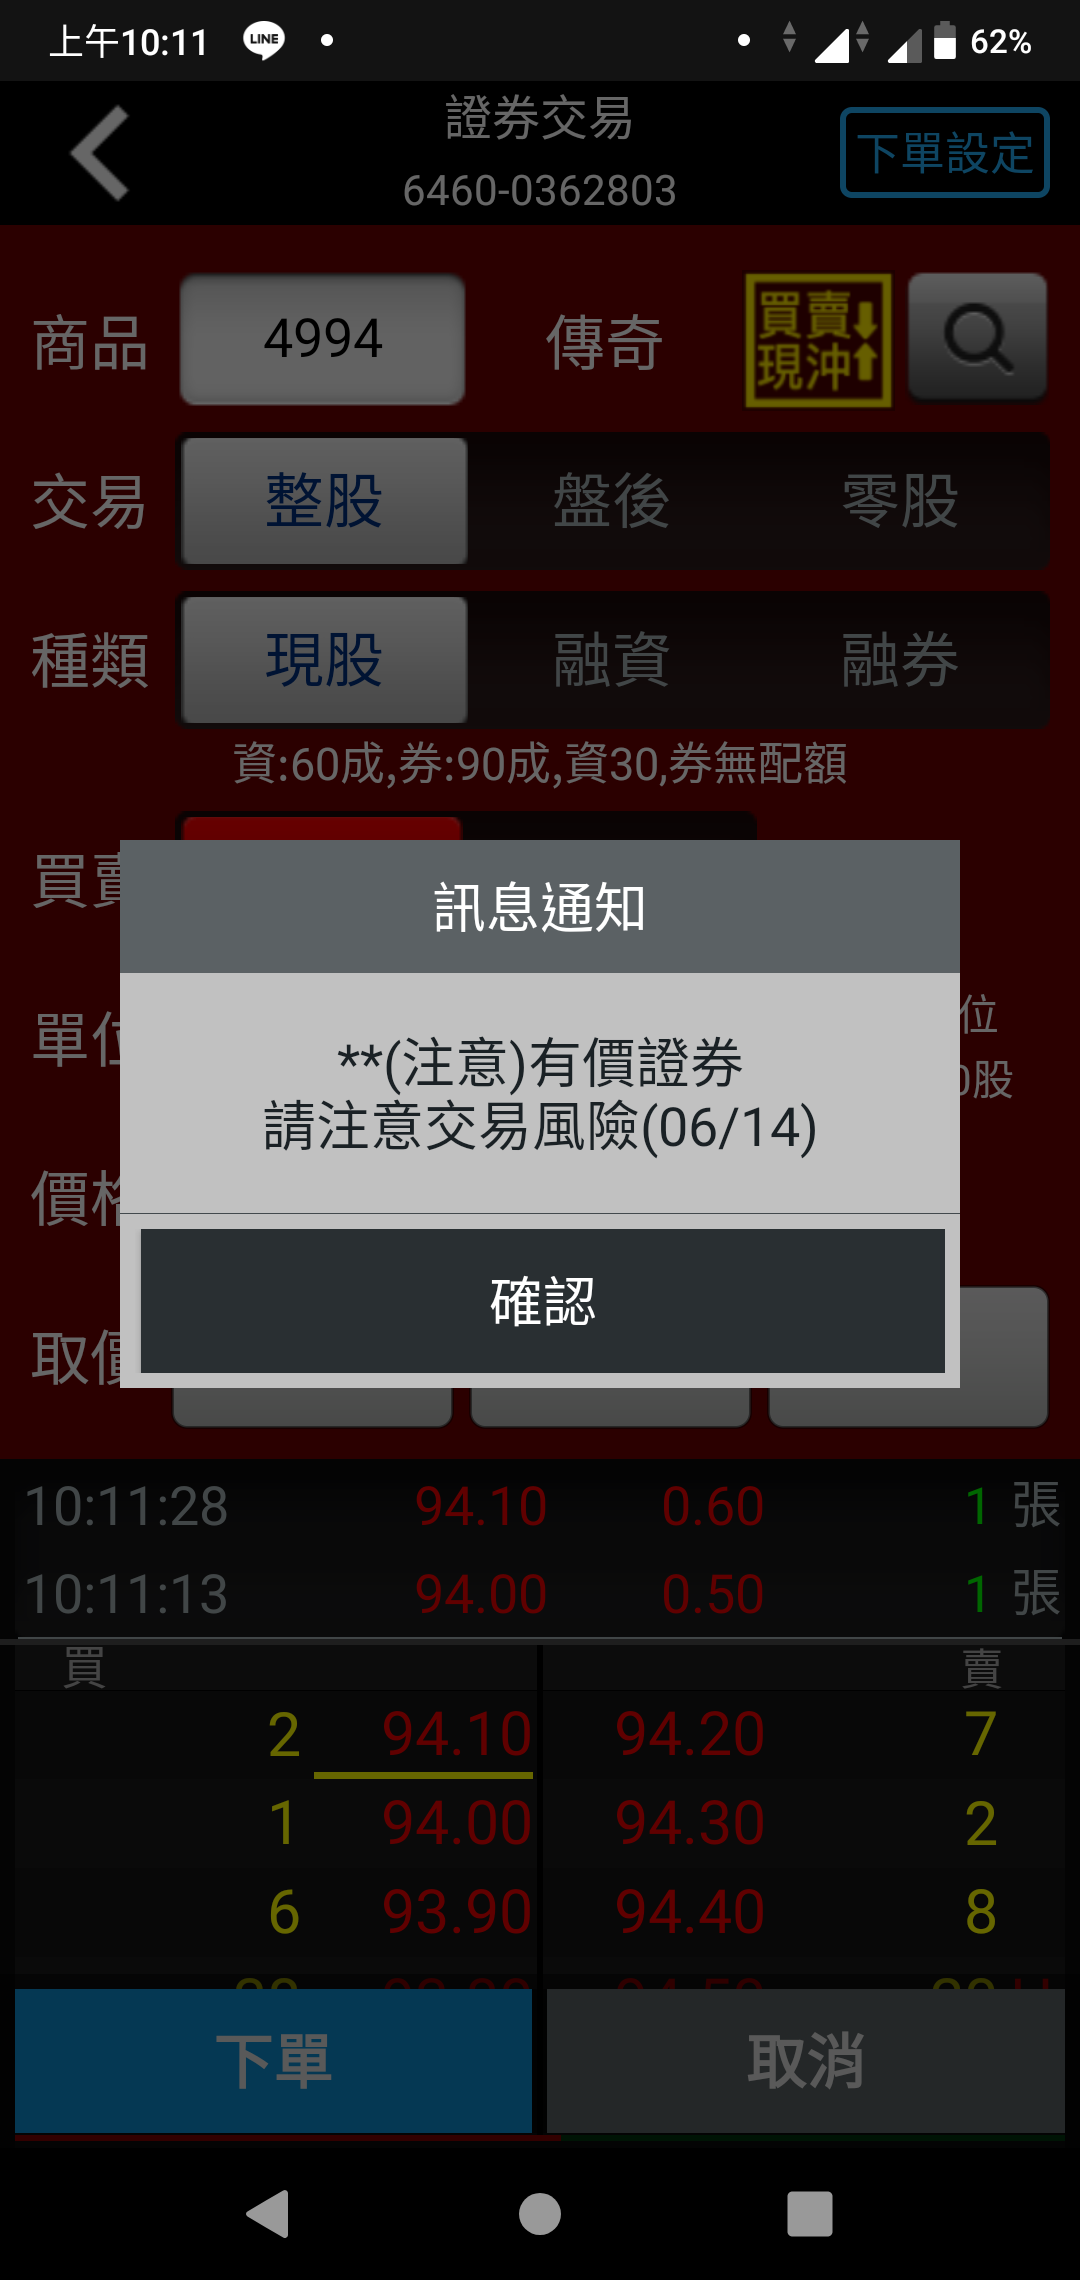 上午10:11 LINE 62%
證券交易
6460-0362803
下單設定
商品 4994 傳奇 買賣現沖
交易 整股 盤後 零股
種類 現股 融資 融券
資:60成,券:90成,資30,券無配額
買賣
訊息通知
單位
位
0股
**(注意)有價證券
請注意交易風險(06/14)
價格
確認
取價
10:11:28 94.10 0.60 1 張
10:11:13 94.00 0.50 1 張
買 賣
2 94.10 94.20 7
1 94.00 94.30 2
6 93.90 94.40 8
下單 取消